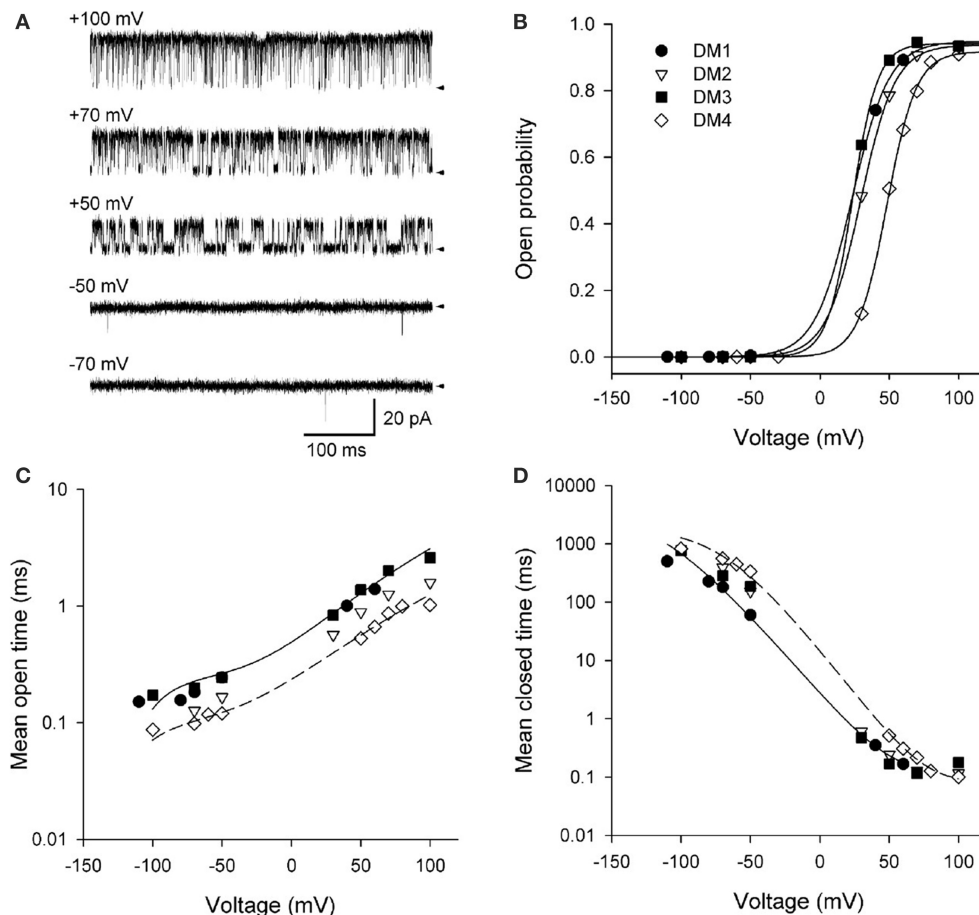 A
+100 mV
+70 mV
+50 mV
-50 mV
-70 mV
20 pA
100 ms
B
Open probability
1.0
0.8
0.6
0.4
0.2
0.0
DM1
DM2
DM3
DM4
-150 -100 -50 0 50 100
Voltage (mV)
C
Mean open time (ms)
10
1
0.1
0.01
-150 -100 -50 0 50 100
Voltage (mV)
D
Mean closed time (ms)
10000
1000
100
10
1
0.1
0.01
-150 -100 -50 0 50 100
Voltage (mV)